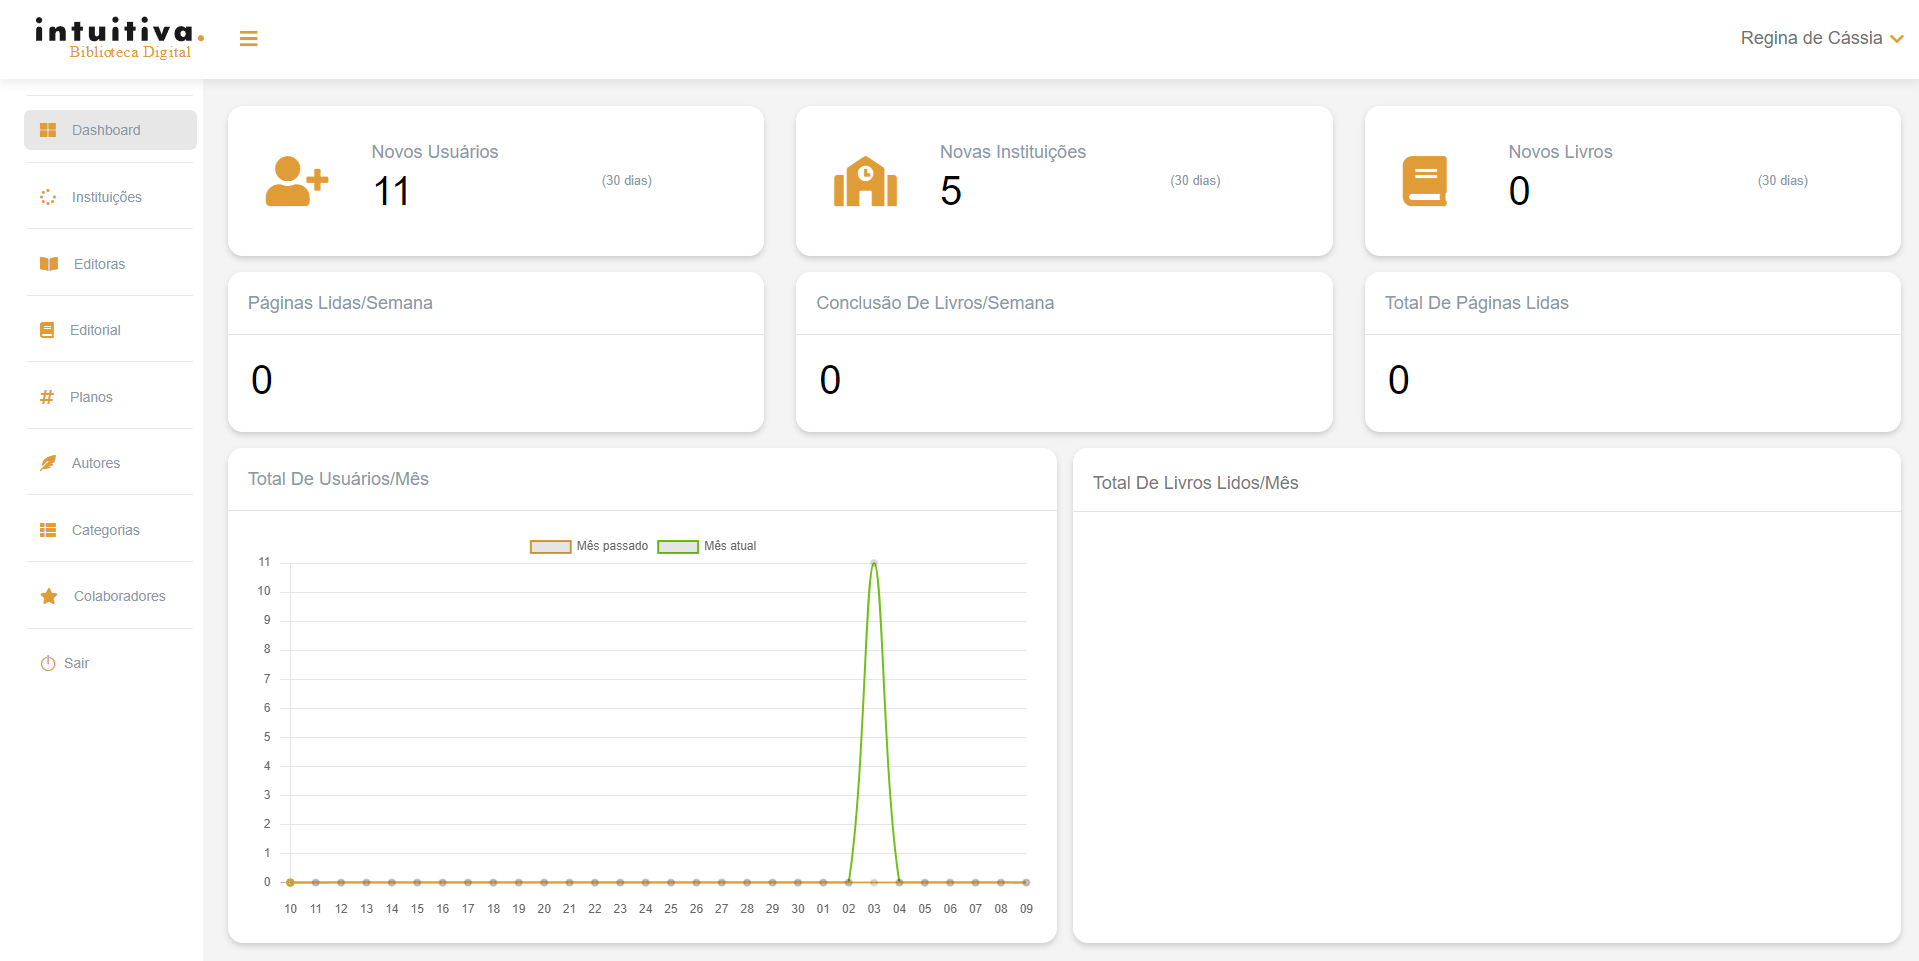 intuitiva.
Biblioteca Digital
Regina de Cássia
Dashboard
Instituições
Editoras
Editorial
Planos
Autores
Categorias
Colaboradores
Sair
Novos Usuários
11
(30 dias)
Novas Instituições
5
(30 dias)
Novos Livros
0
(30 dias)
Páginas Lidas/Semana
0
Conclusão De Livros/Semana
0
Total De Páginas Lidas
0
Total De Usuários/Mês
Mês passado Mês atual
11
10
9
8
7
6
5
4
3
2
1
0
10 11 12 13 14 15 16 17 18 19 20 21 22 23 24 25 26 27 28 29 30 01 02 03 04 05 06 07 08 09
Total De Livros Lidos/Mês